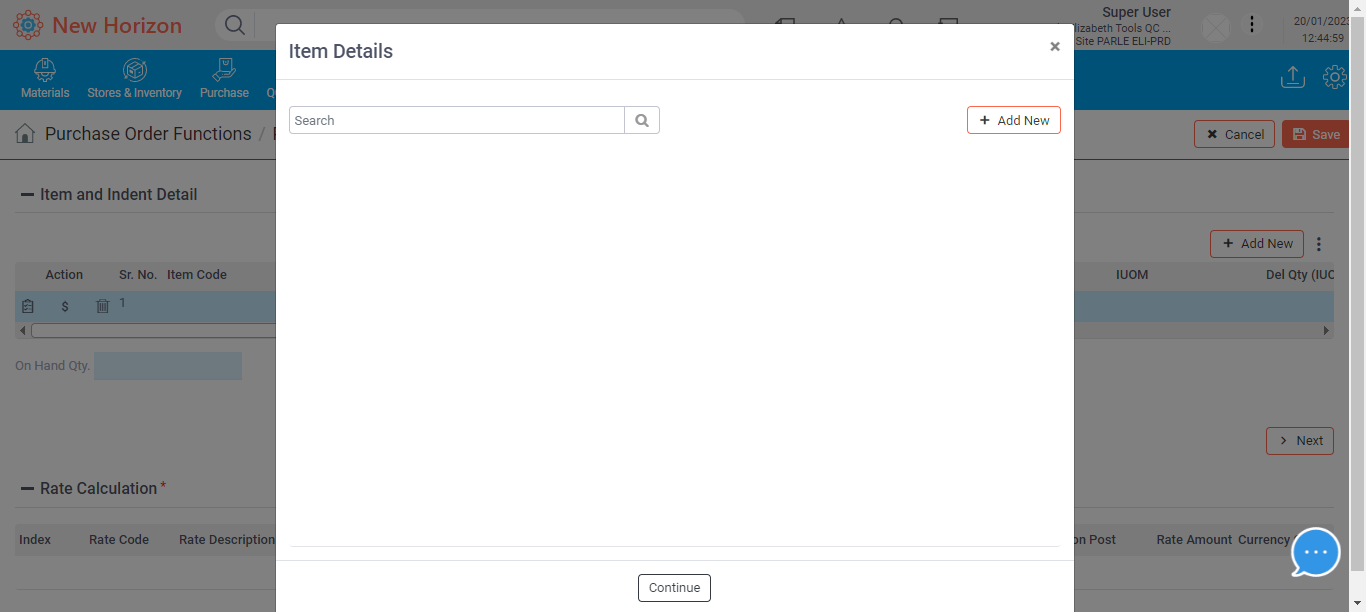 New Horizon
Super User
lizabeth Tools QC ...
Site PARLE ELI-PRD
20/01/2023
12:44:59
Materials
Stores & Inventory
Purchase
Purchase Order Functions /
Cancel
Save
Item Details
×
Search
+ Add New
Item and Indent Detail
+ Add New
Action
Sr. No.
Item Code
IUOM
Del Qty (IUO
$
1
On Hand Qty.
> Next
Rate Calculation *
Index
Rate Code
Rate Description
on Post
Rate Amount
Currency
Continue